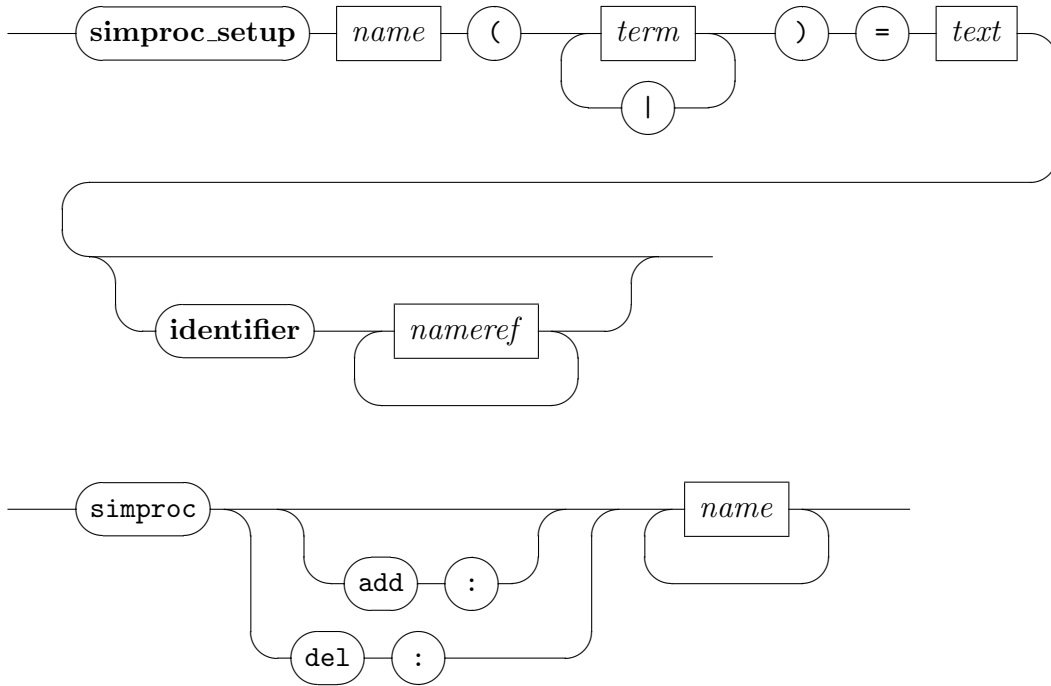 simproc_setup name ( term ) = text
|
identifier nameref
simproc name
add :
del :